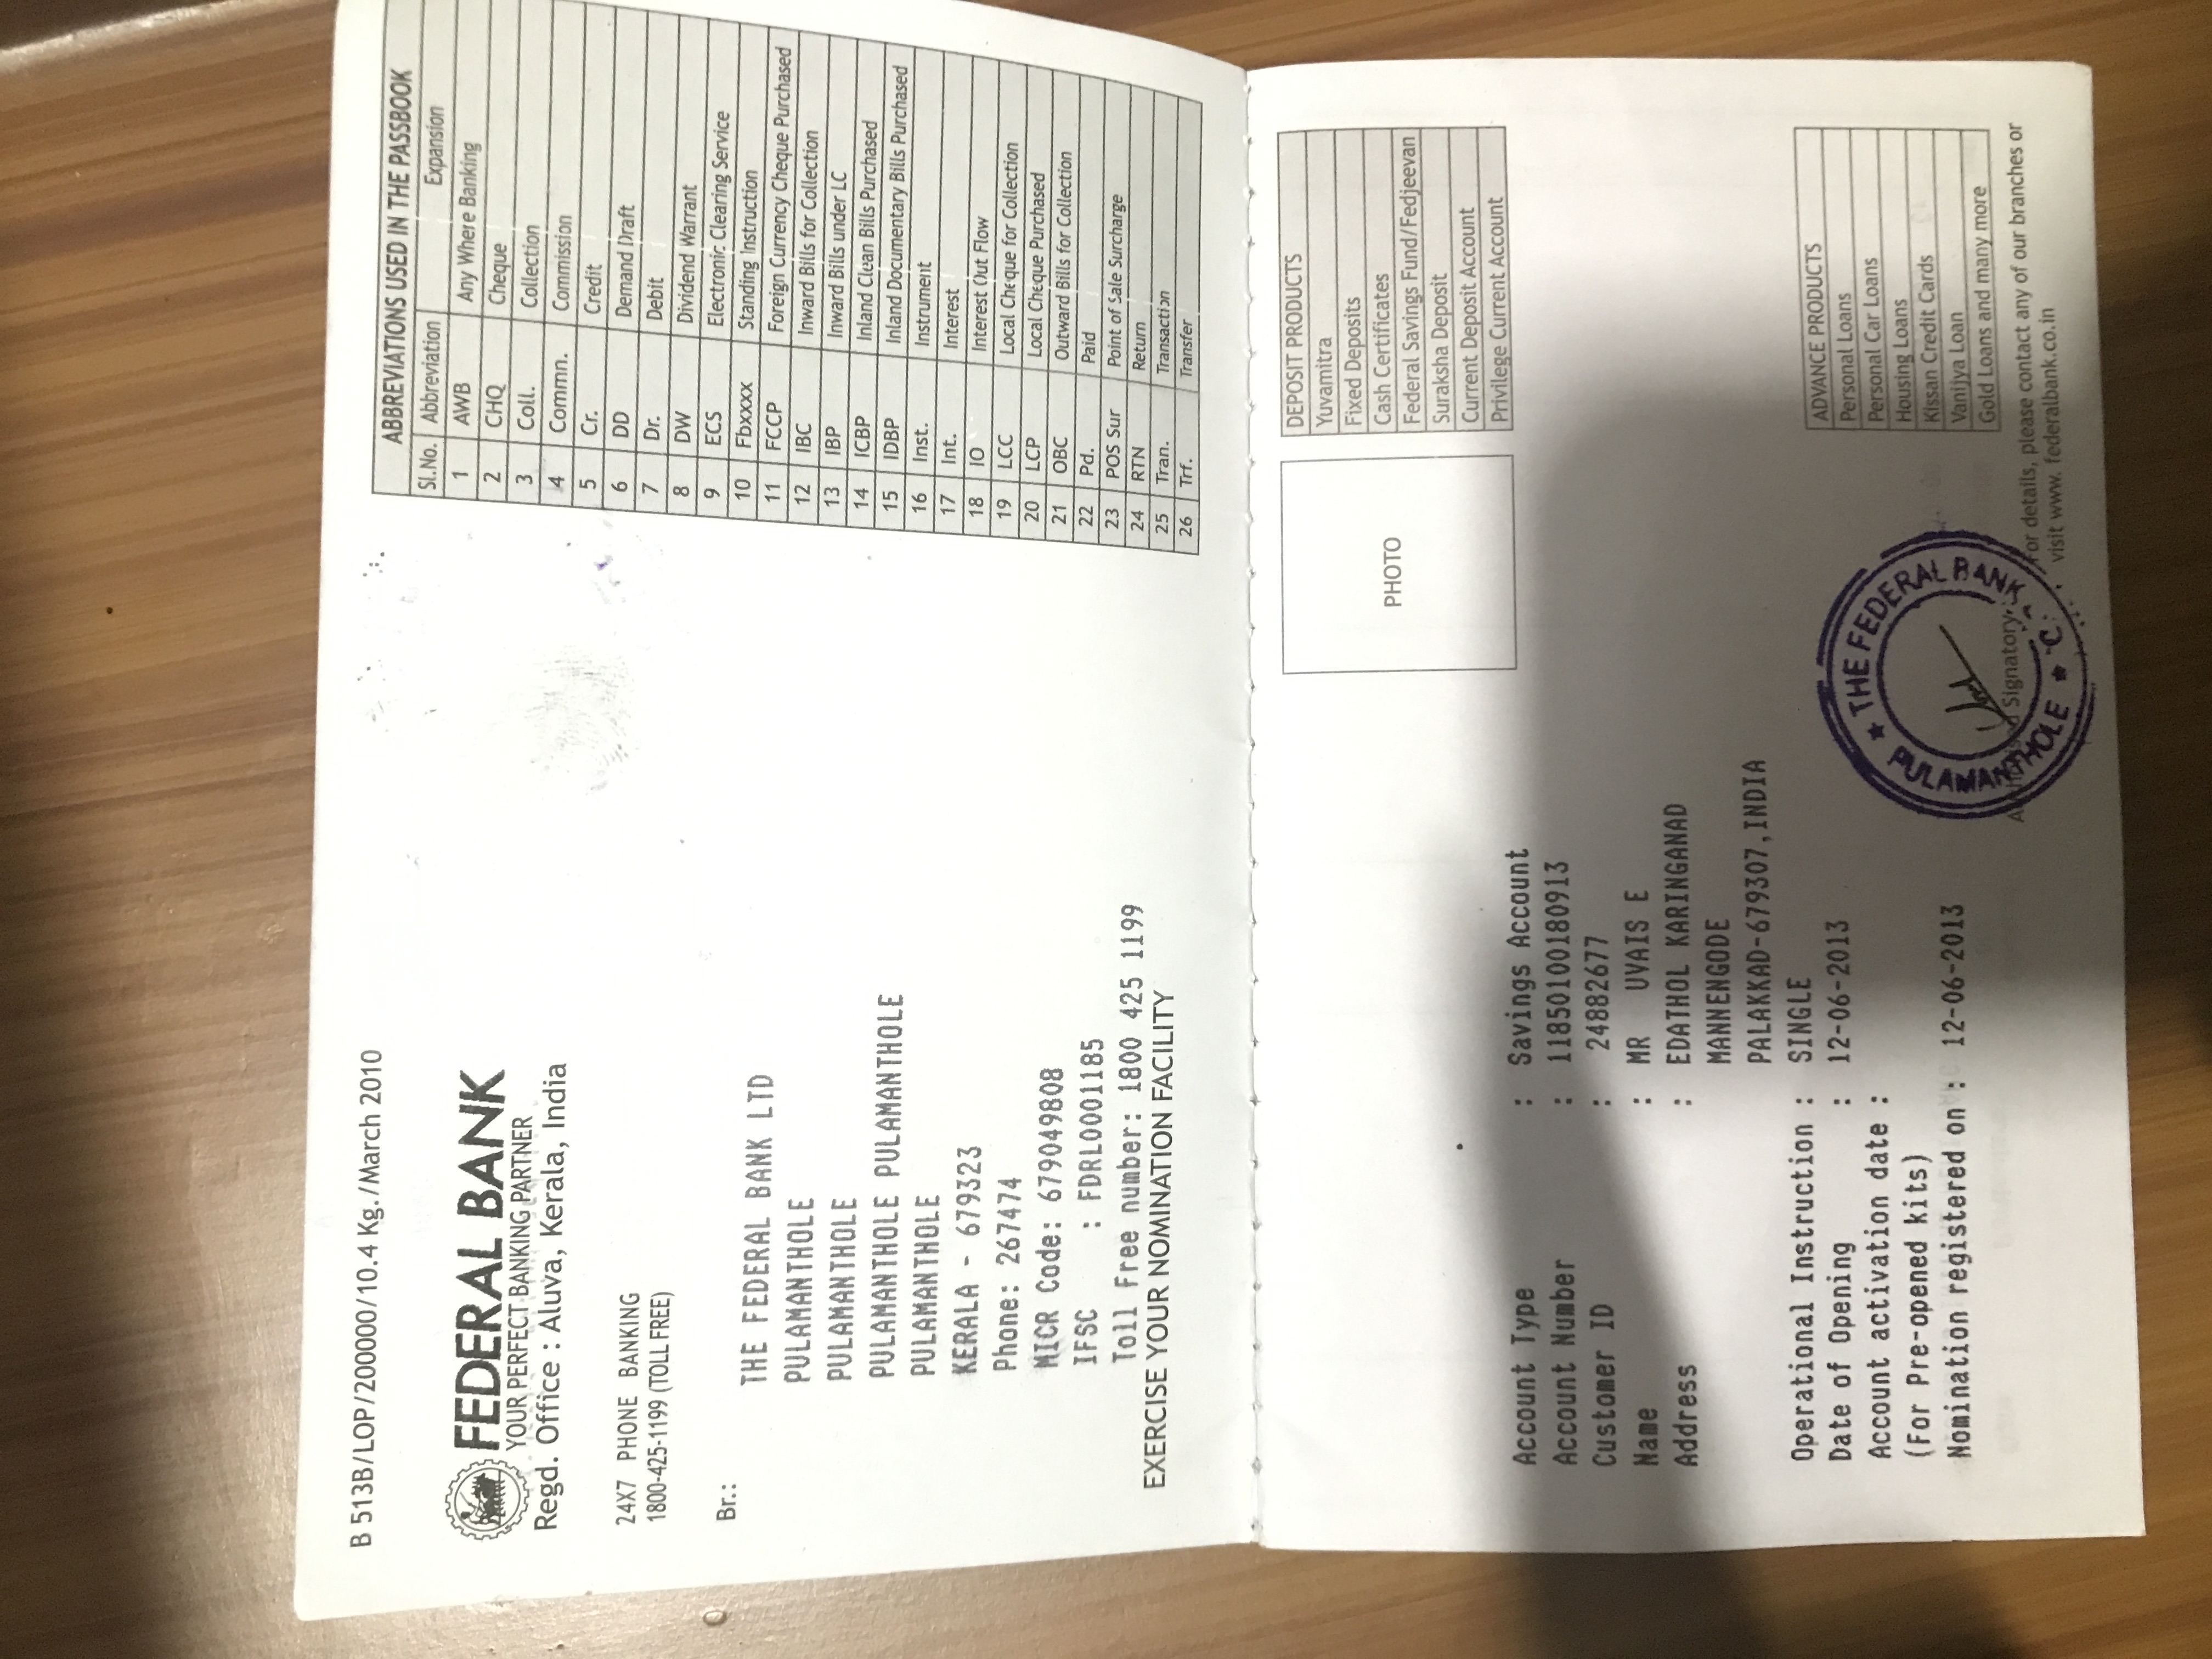 B 513B/LOP/200000/10.4 Kg./March 2010
FEDERAL BANK
YOUR PERFECT BANKING PARTNER
Regd. Office : Aluva, Kerala, India
24X7 PHONE BANKING
1800-425-1199 (TOLL FREE)
Br.:
THE FEDERAL BANK LTD
PULAMANTHOLE
PULAMANTHOLE
PULAMANTHOLE PULAMANTHOLE
PULAMANTHOLE
KERALA - 679323
Phone: 267474
MICR Code: 679049808
IFSC : FDRL0001185
Toll Free number: 1800 425 1199
EXERCISE YOUR NOMINATION FACILITY
ABBREVIATIONS USED IN THE PASSBOOK
Sl.No. Abbreviation Expansion
1 AWB Any Where Banking
2 CHQ Cheque
3 Coll. Collection
4 Commn. Commission
5 Cr. Credit
6 DD Demand Draft
7 Dr. Debit
8 DW Dividend Warrant
9 ECS Electronic Clearing Service
10 Fbxxxx Standing Instruction
11 FCCP Foreign Currency Cheque Purchased
12 IBC Inward Bills for Collection
13 IBP Inward Bills under LC
14 ICBP Inland Clean Bills Purchased
15 IDBP Inland Documentary Bills Purchased
16 Inst. Instrument
17 Int. Interest
18 IO Interest Out Flow
19 LCC Local Cheque for Collection
20 LCP Local Cheque Purchased
21 OBC Outward Bills for Collection
22 Pd. Paid
23 POS Sur Point of Sale Surcharge
24 RTN Return
25 Tran. Transaction
26 Trf. Transfer
PHOTO
DEPOSIT PRODUCTS
Yuvamitra
Fixed Deposits
Cash Certificates
Federal Savings Fund/Fedjeevan
Suraksha Deposit
Current Deposit Account
Privilege Current Account
Account Type : Savings Account
Account Number : 11850100180913
Customer ID : 24882677
Name : MR UVAIS E
Address : EDATHOL KARINGANAD
MANNENGODE
PALAKKAD-679307,INDIA
Operational Instruction : SINGLE
Date of Opening : 12-06-2013
Account activation date :
(For Pre-opened kits)
Nomination registered on : 12-06-2013
THE FEDERAL BANK
PULAMANTHOLE
Authorised Signatory
ADVANCE PRODUCTS
Personal Loans
Personal Car Loans
Housing Loans
Kissan Credit Cards
Vanijya Loan
Gold Loans and many more
For details, please contact any of our branches or
visit www. federalbank.co.in